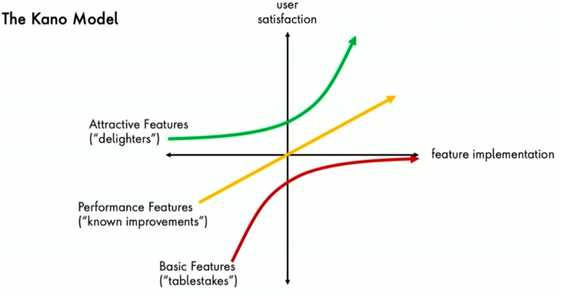 The Kano Model
user
satisfaction
Attractive Features
("delighters")
feature implementation
Performance Features
("known improvements")
Basic Features
("tablestakes")